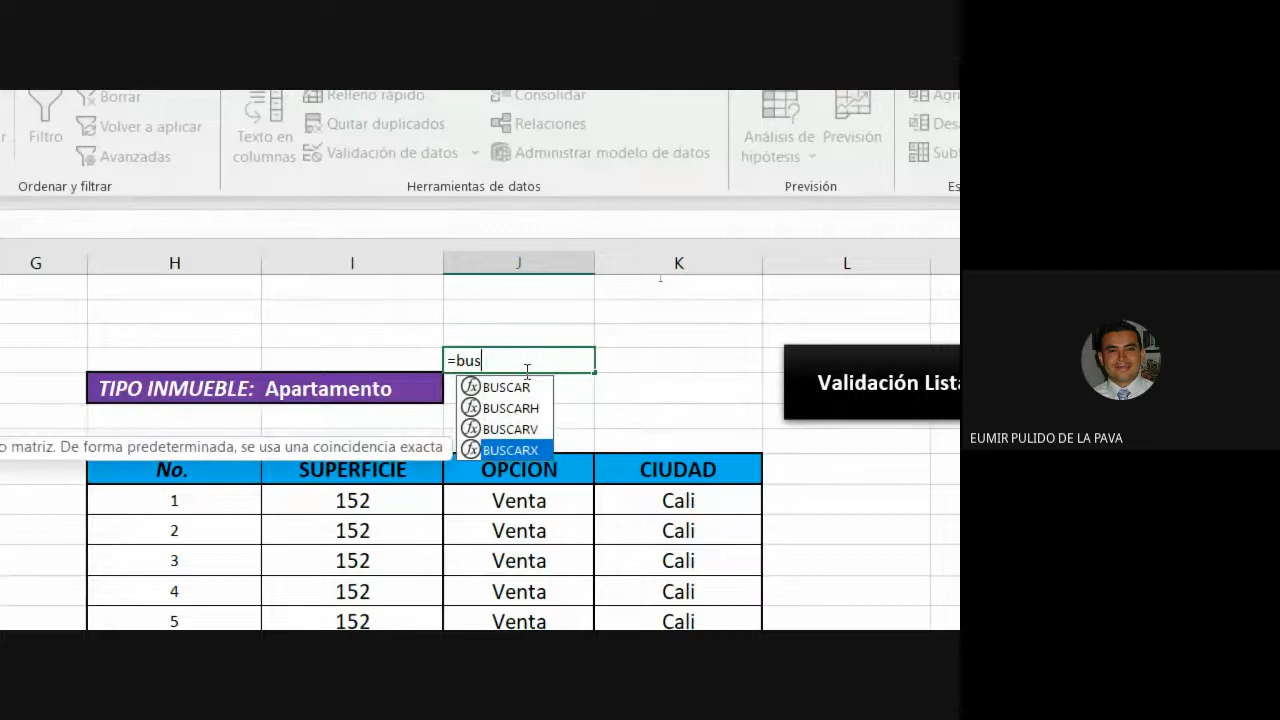 Borrar
Relleno rápido
Consolidar
Filtro
Volver a aplicar
Texto en columnas
Quitar duplicados
Relaciones
Análisis de hipótesis
Previsión
Avanzadas
Validación de datos
Administrar modelo de datos
Ordenar y filtrar
Herramientas de datos
Previsión
G H I J K L
=bus
TIPO INMUEBLE: Apartamento
BUSCAR
BUSCARH
BUSCARV
BUSCARX
Validación Lista
o matriz. De forma predeterminada, se usa una coincidencia exacta
No. SUPERFICIE OPCION CIUDAD
1 152 Venta Cali
2 152 Venta Cali
3 152 Venta Cali
4 152 Venta Cali
5 152 Venta Cali
EUMIR PULIDO DE LA PAVA